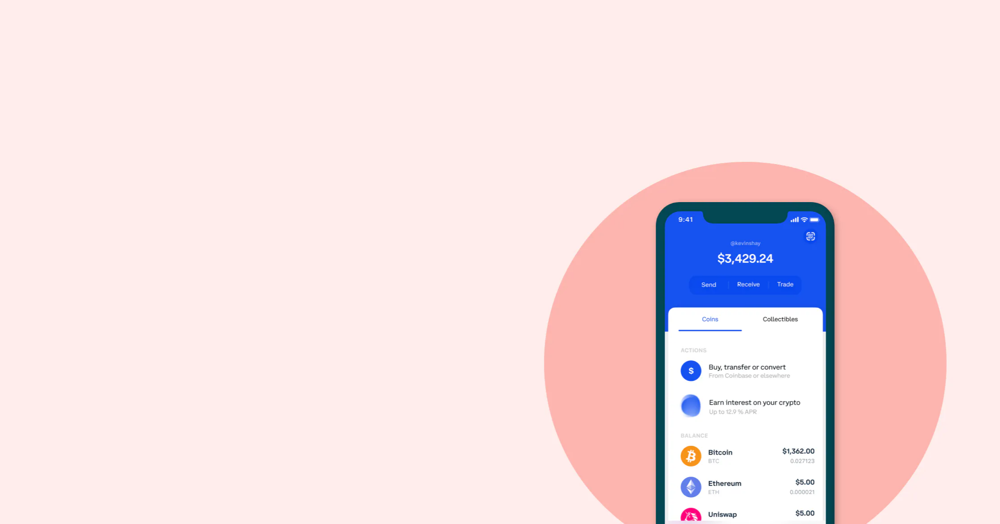 9:41
@kevinshay
$3,429.24
Send Receive Trade
Coins Collectibles
ACTIONS
$
Buy, transfer or convert
From Coinbase or elsewhere
Earn interest on your crypto
Up to 12.9 % APR
BALANCE
Bitcoin $1,362.00
BTC 0.027123
Ethereum $5.00
ETH 0.000021
Uniswap $5.00